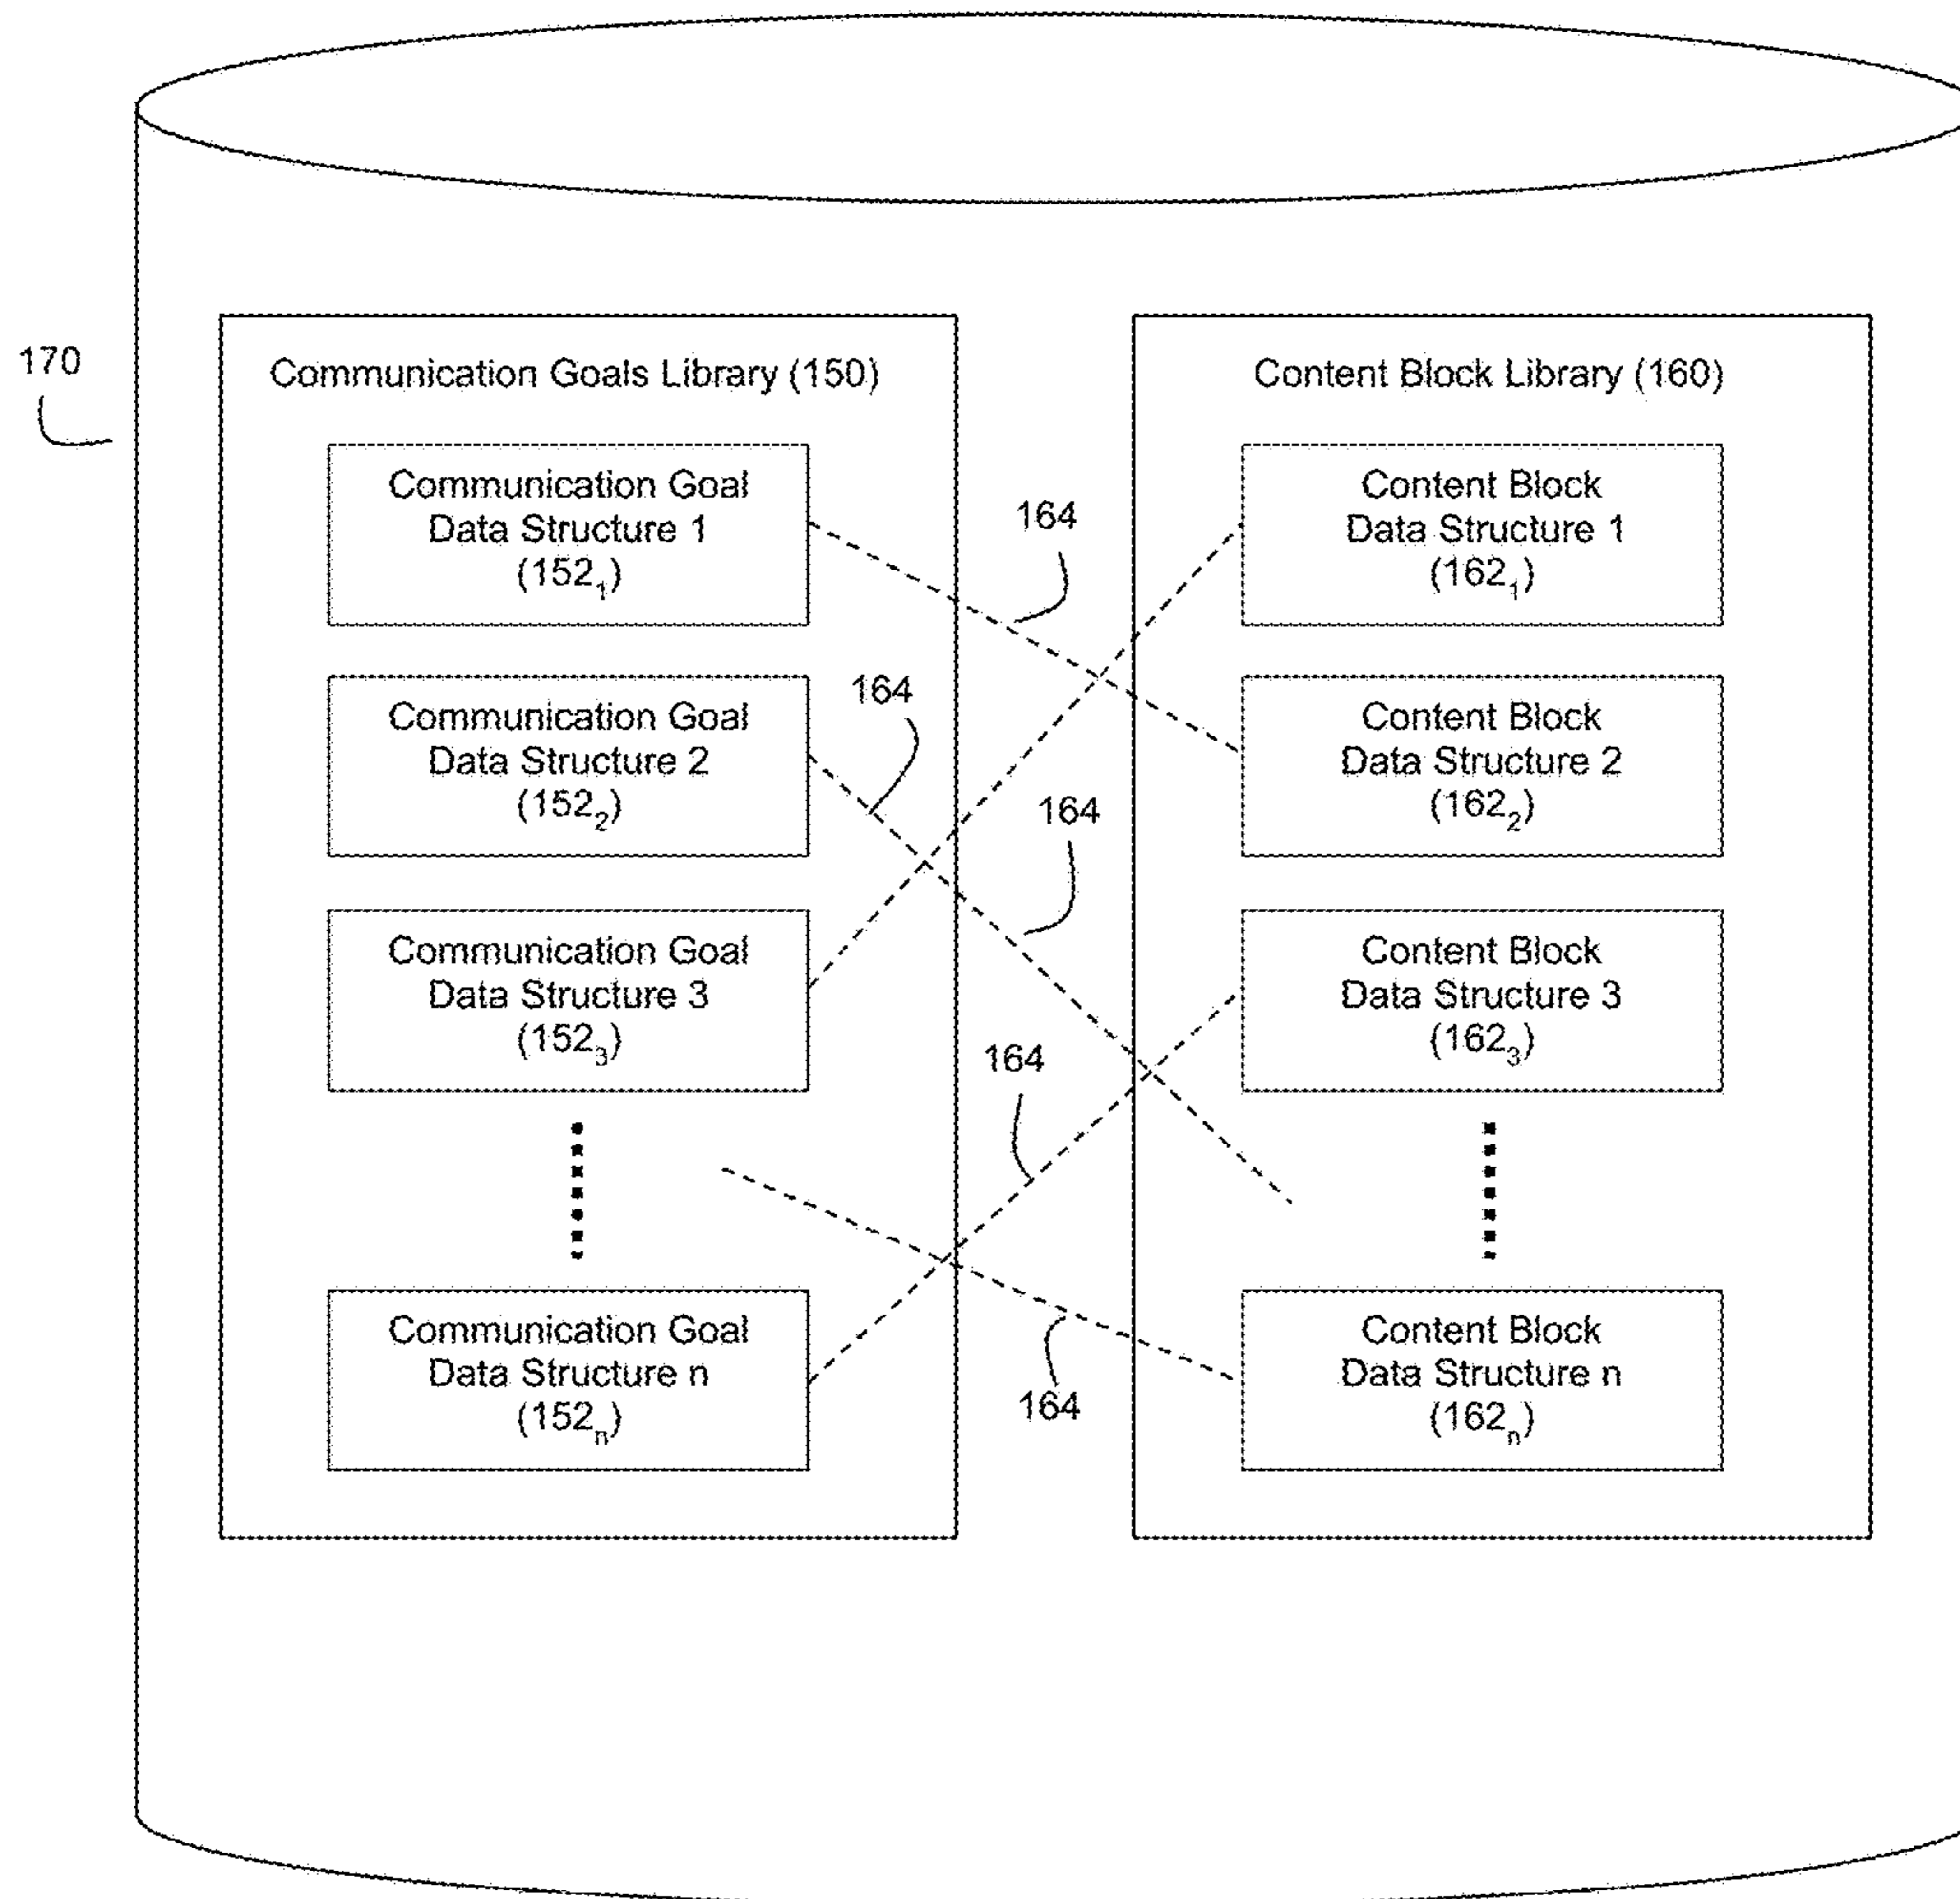 170
Communication Goals Library (150)
Communication Goal
Data Structure 1
(152₁)
Communication Goal
Data Structure 2
(152₂)
Communication Goal
Data Structure 3
(152₃)
Communication Goal
Data Structure n
(152ₙ)
164
164
164
164
164
Content Block Library (160)
Content Block
Data Structure 1
(162₁)
Content Block
Data Structure 2
(162₂)
Content Block
Data Structure 3
(162₃)
Content Block
Data Structure n
(162ₙ)